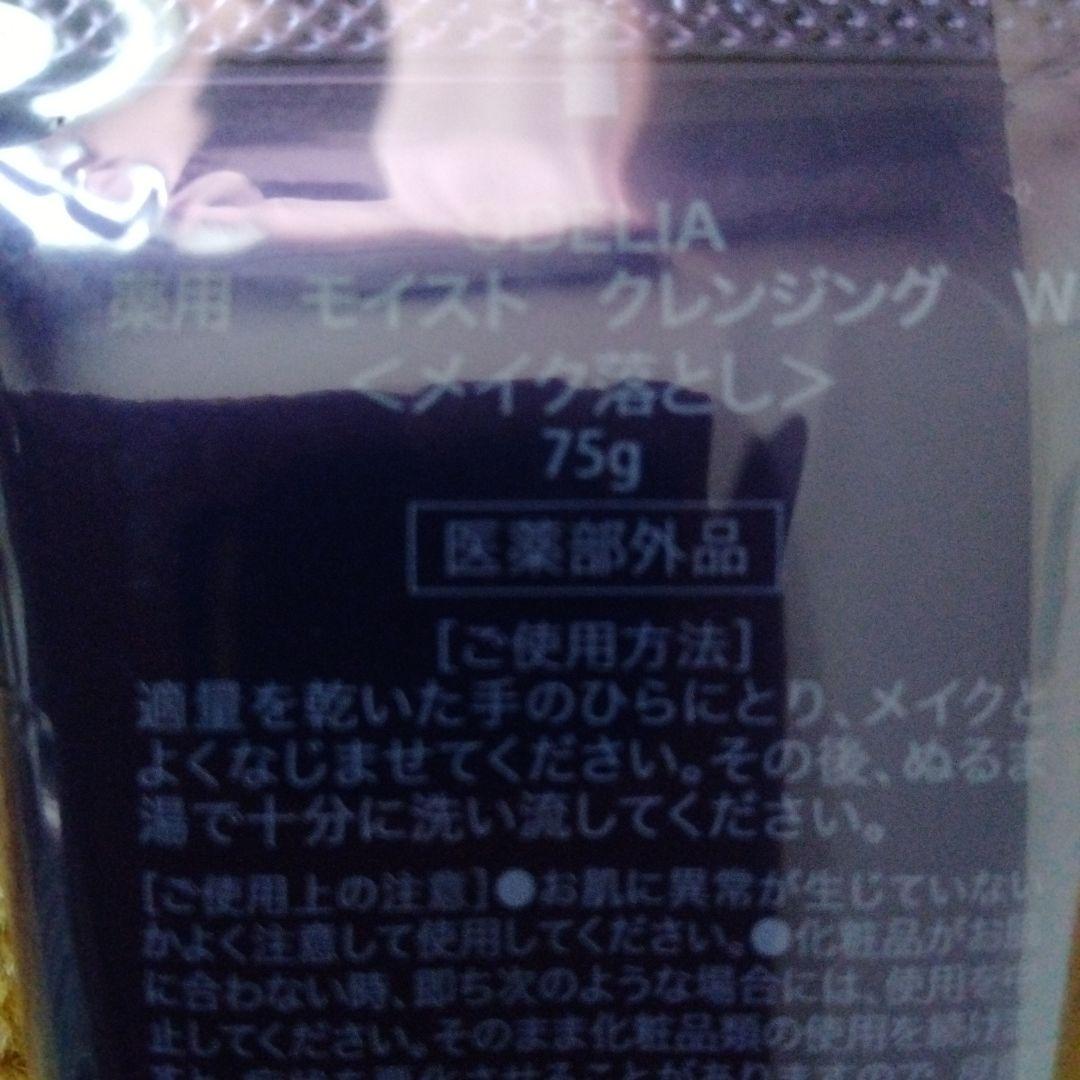 ODELIA
薬用　モイスト　クレンジング　W
＜メイク落とし＞
75g
医薬部外品
[ご使用方法]
適量を乾いた手のひらにとり、メイクと
よくなじませてください。その後、ぬるま
湯で十分に洗い流してください。
[ご使用上の注意]●お肌に異常が生じていない
かよく注意して使用してください。●化粧品がお肌
に合わない時、即ち次のような場合には、使用を中
止してください。そのまま化粧品類の使用を続けま